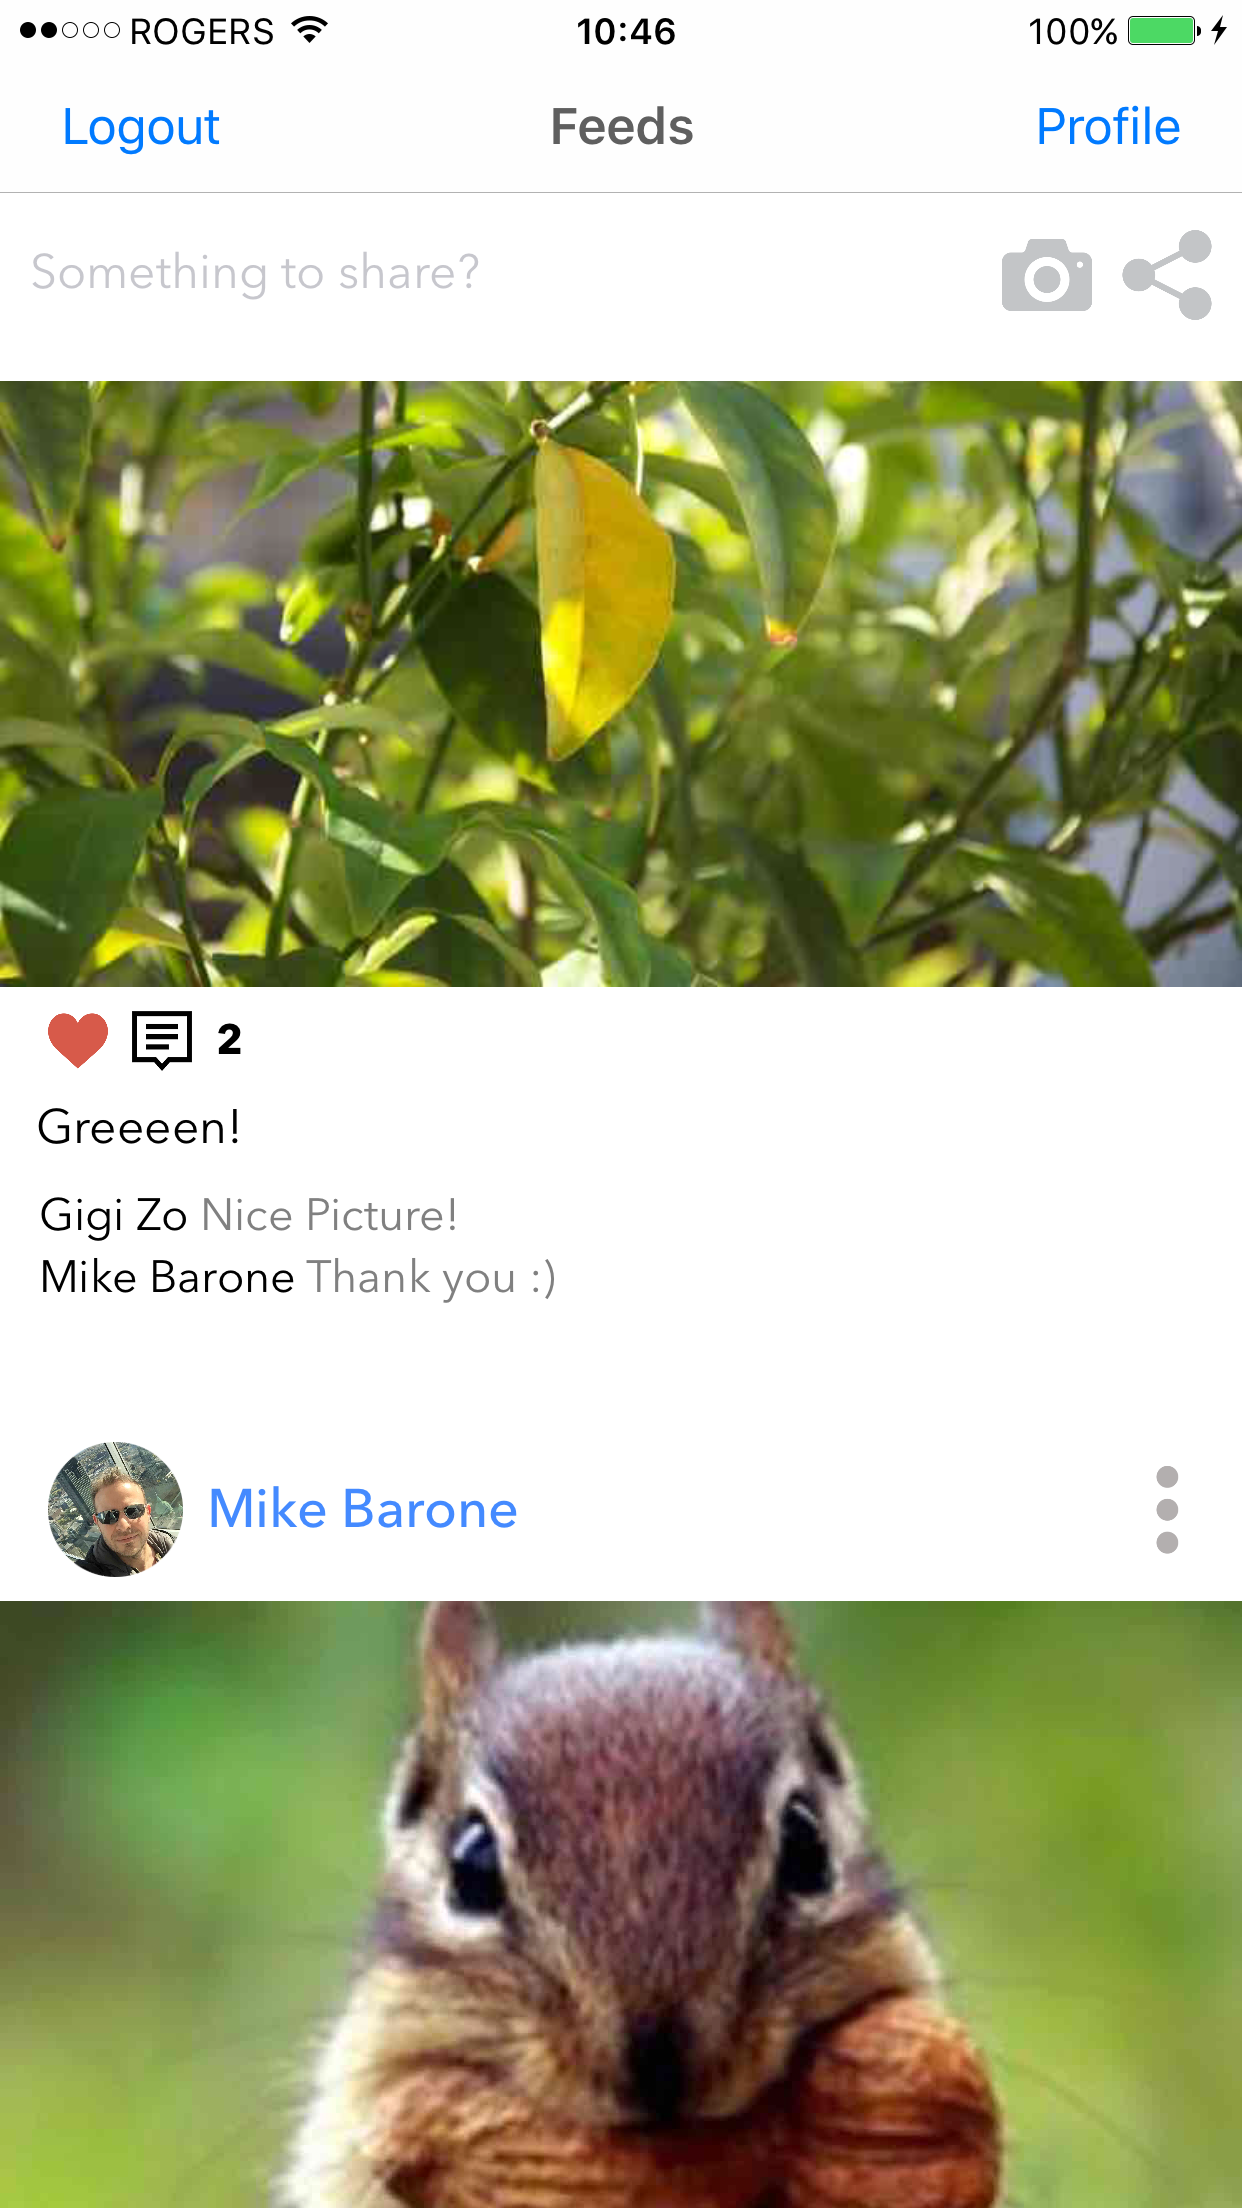 ROGERS 10:46 100%
Logout Feeds Profile
Something to share?
2
Greeeen!
Gigi Zo Nice Picture!
Mike Barone Thank you :)
Mike Barone